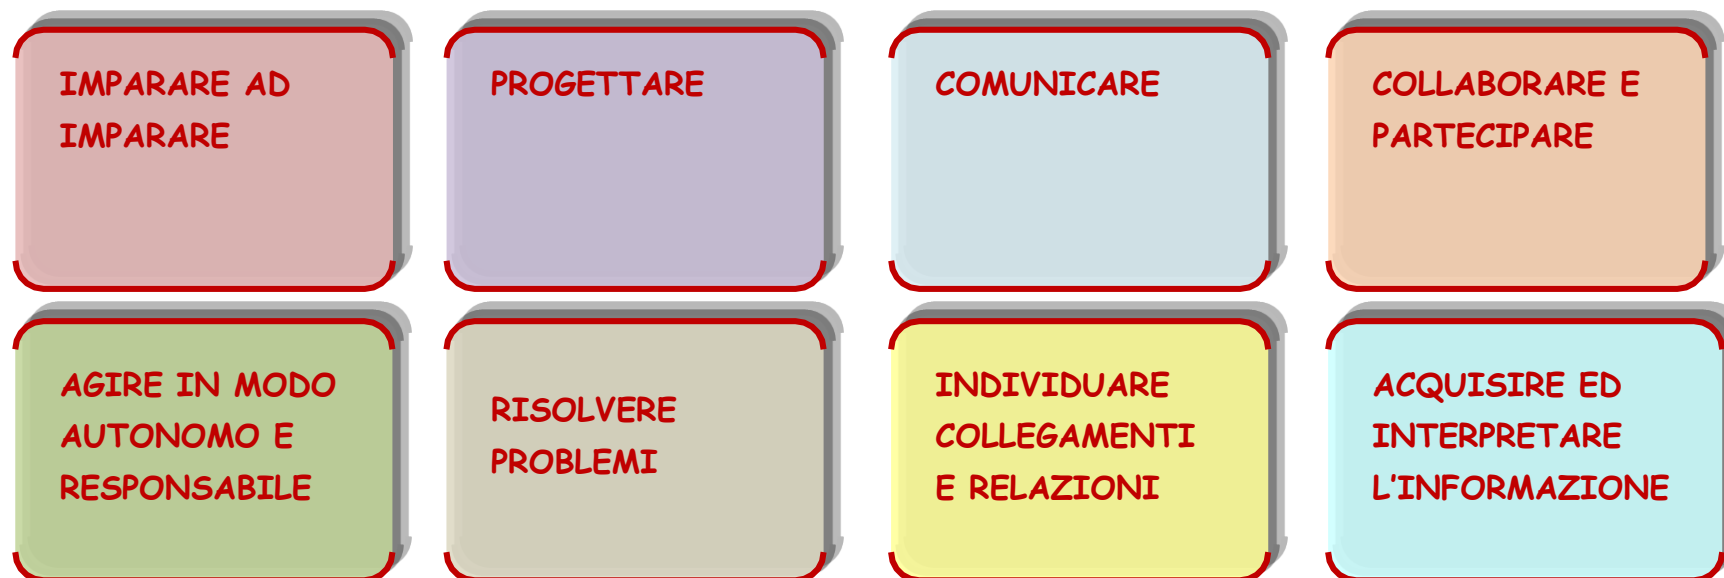 IMPARARE AD
IMPARARE
PROGETTARE
COMUNICARE
COLLABORARE E
PARTECIPARE
AGIRE IN MODO
AUTONOMO E
RESPONSABILE
RISOLVERE
PROBLEMI
INDIVIDUARE
COLLEGAMENTI
E RELAZIONI
ACQUISIRE ED
INTERPRETARE
L'INFORMAZIONE